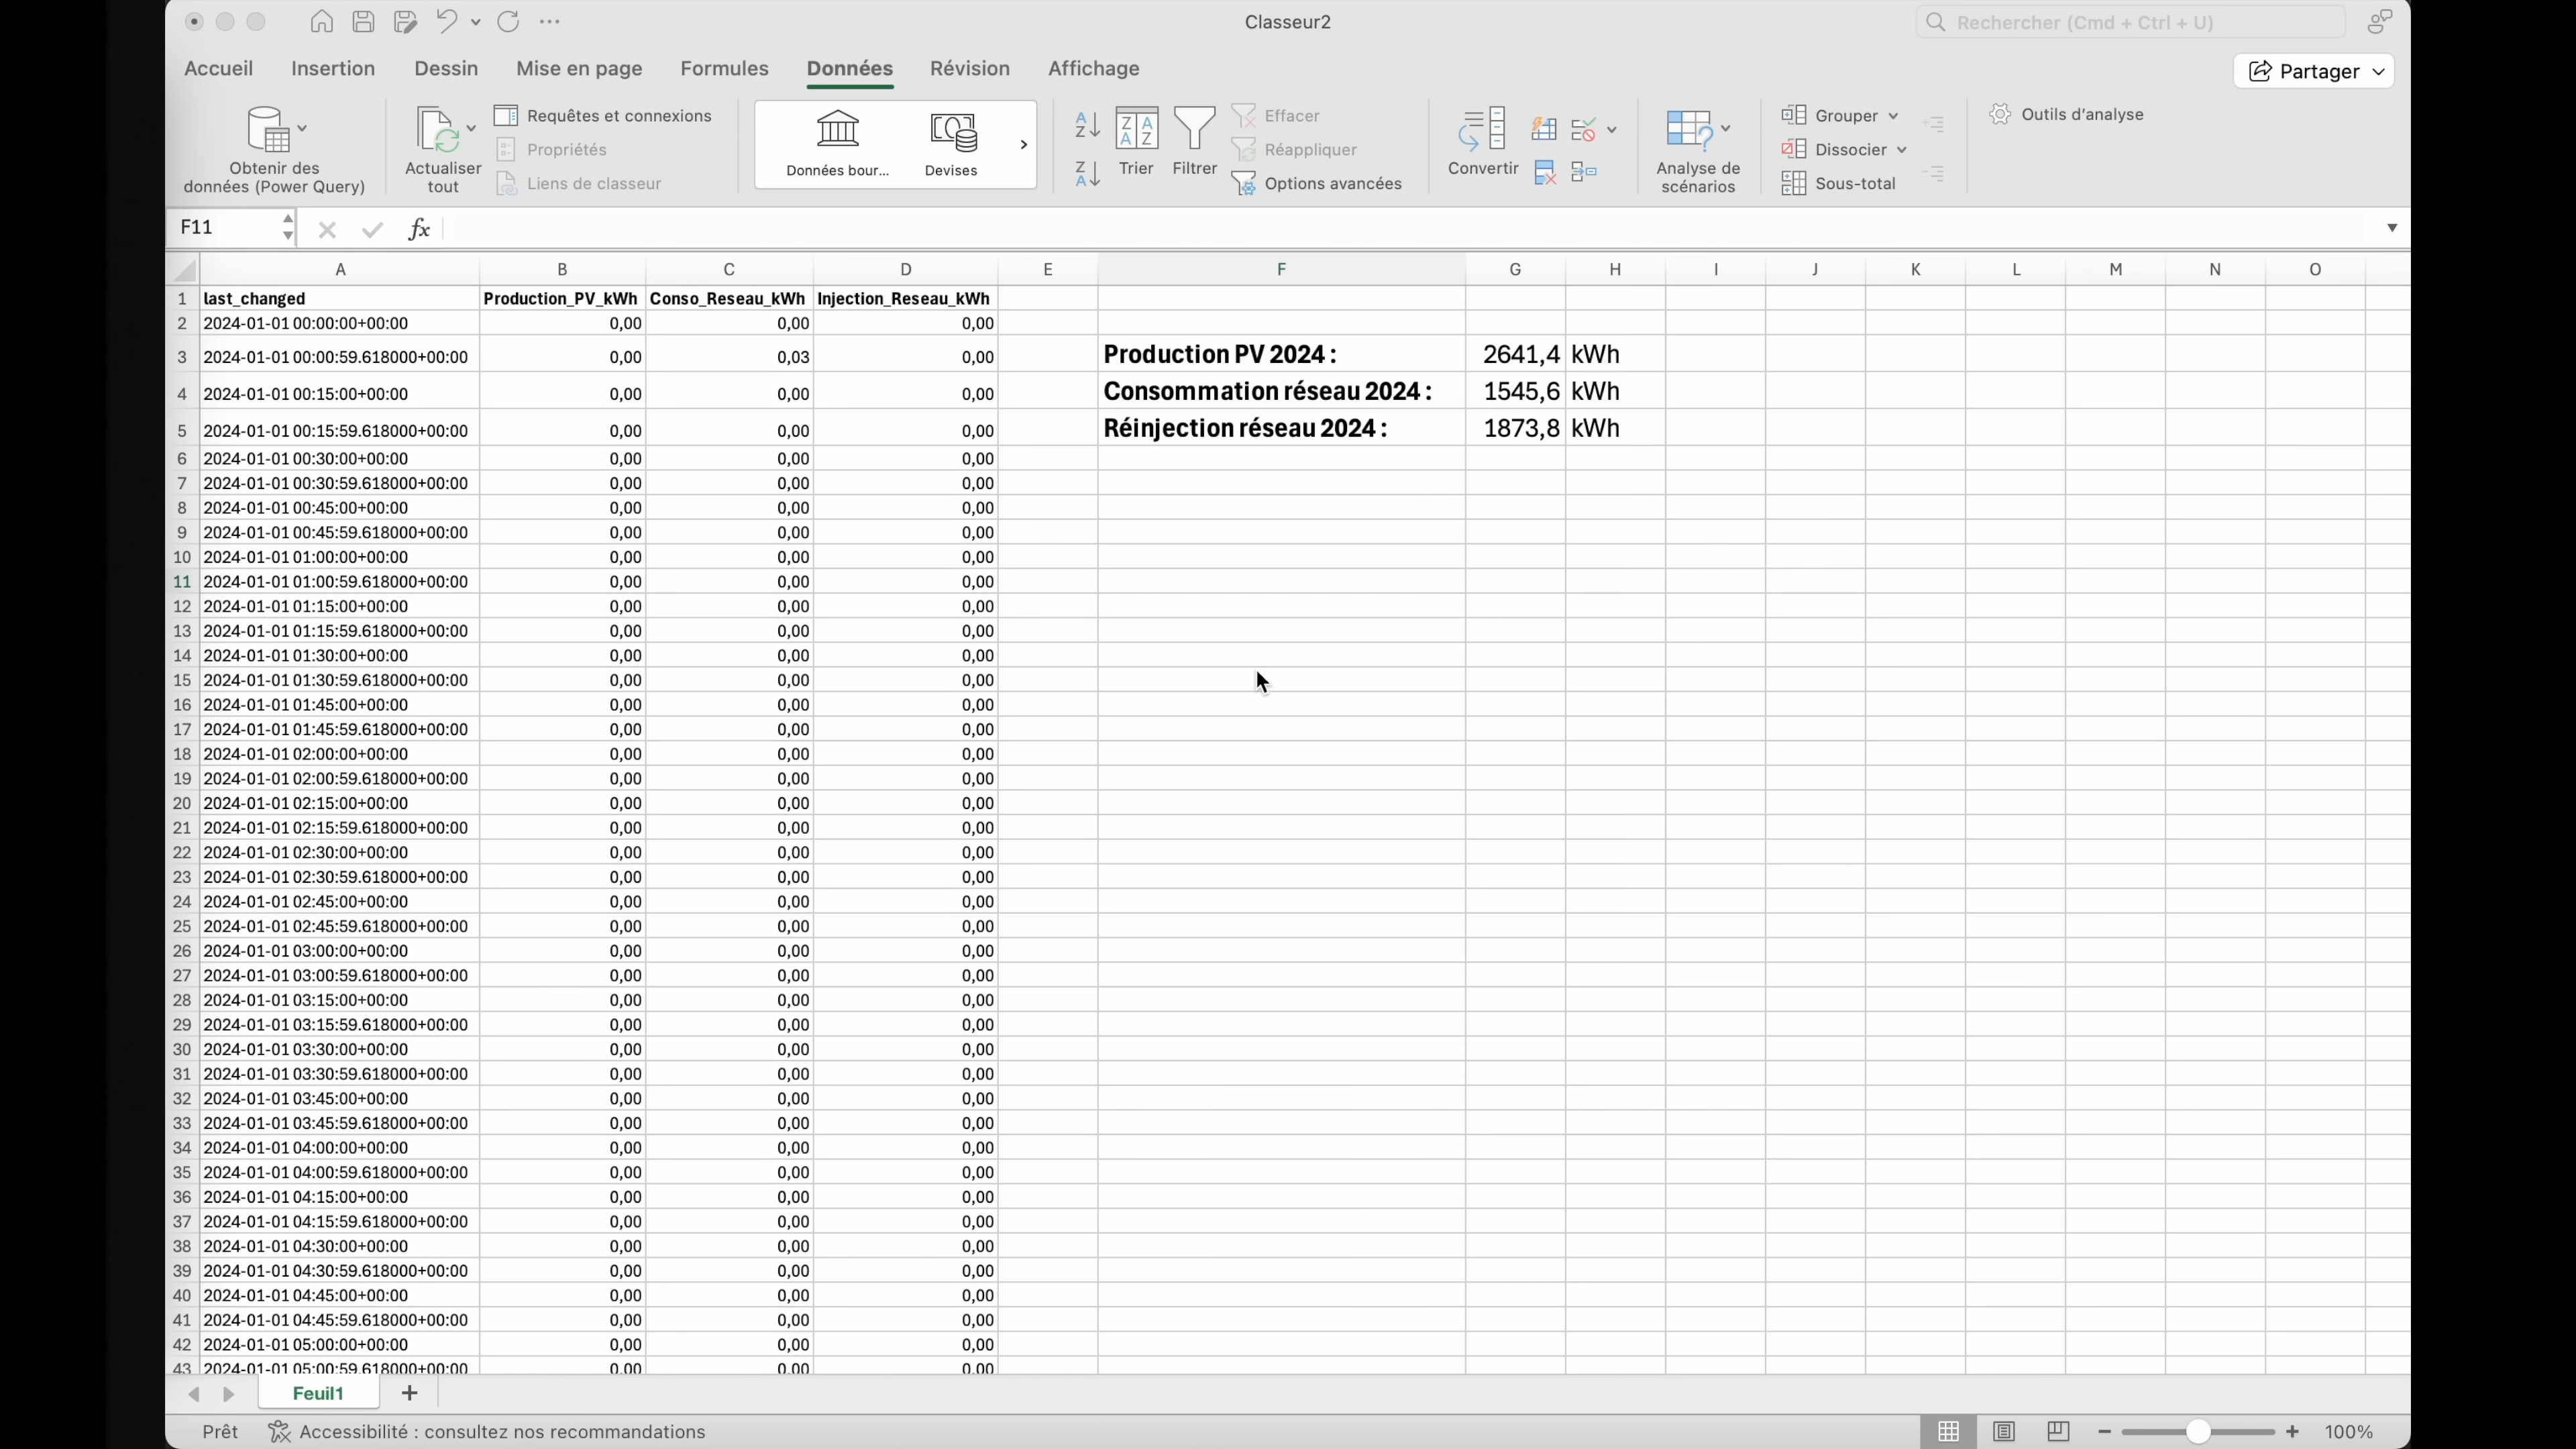 Classeur2
Rechercher (Cmd + Ctrl + U)
Accueil Insertion Dessin Mise en page Formules Données Révision Affichage
Partager
Obtenir des données (Power Query)
Actualiser tout
Requêtes et connexions
Propriétés
Liens de classeur
Données bour...
Devises
Trier
Filtrer
Effacer
Réappliquer
Options avancées
Convertir
Analyse de scénarios
Grouper
Dissocier
Sous-total
Outils d'analyse
F11
fx
A B C D E F G H I J K L M N O
1 last_changed Production_PV_kWh Conso_Reseau_kWh Injection_Reseau_kWh
2 2024-01-01 00:00:00+00:00 0,00 0,00 0,00
3 2024-01-01 00:00:59.618000+00:00 0,00 0,03 0,00 Production PV 2024 : 2641,4 kWh
4 2024-01-01 00:15:00+00:00 0,00 0,00 0,00 Consommation réseau 2024 : 1545,6 kWh
5 2024-01-01 00:15:59.618000+00:00 0,00 0,00 0,00 Réinjection réseau 2024 : 1873,8 kWh
6 2024-01-01 00:30:00+00:00 0,00 0,00 0,00
7 2024-01-01 00:30:59.618000+00:00 0,00 0,00 0,00
8 2024-01-01 00:45:00+00:00 0,00 0,00 0,00
9 2024-01-01 00:45:59.618000+00:00 0,00 0,00 0,00
10 2024-01-01 01:00:00+00:00 0,00 0,00 0,00
11 2024-01-01 01:00:59.618000+00:00 0,00 0,00 0,00
12 2024-01-01 01:15:00+00:00 0,00 0,00 0,00
13 2024-01-01 01:15:59.618000+00:00 0,00 0,00 0,00
14 2024-01-01 01:30:00+00:00 0,00 0,00 0,00
15 2024-01-01 01:30:59.618000+00:00 0,00 0,00 0,00
16 2024-01-01 01:45:00+00:00 0,00 0,00 0,00
17 2024-01-01 01:45:59.618000+00:00 0,00 0,00 0,00
18 2024-01-01 02:00:00+00:00 0,00 0,00 0,00
19 2024-01-01 02:00:59.618000+00:00 0,00 0,00 0,00
20 2024-01-01 02:15:00+00:00 0,00 0,00 0,00
21 2024-01-01 02:15:59.618000+00:00 0,00 0,00 0,00
22 2024-01-01 02:30:00+00:00 0,00 0,00 0,00
23 2024-01-01 02:30:59.618000+00:00 0,00 0,00 0,00
24 2024-01-01 02:45:00+00:00 0,00 0,00 0,00
25 2024-01-01 02:45:59.618000+00:00 0,00 0,00 0,00
26 2024-01-01 03:00:00+00:00 0,00 0,00 0,00
27 2024-01-01 03:00:59.618000+00:00 0,00 0,00 0,00
28 2024-01-01 03:15:00+00:00 0,00 0,00 0,00
29 2024-01-01 03:15:59.618000+00:00 0,00 0,00 0,00
30 2024-01-01 03:30:00+00:00 0,00 0,00 0,00
31 2024-01-01 03:30:59.618000+00:00 0,00 0,00 0,00
32 2024-01-01 03:45:00+00:00 0,00 0,00 0,00
33 2024-01-01 03:45:59.618000+00:00 0,00 0,00 0,00
34 2024-01-01 04:00:00+00:00 0,00 0,00 0,00
35 2024-01-01 04:00:59.618000+00:00 0,00 0,00 0,00
36 2024-01-01 04:15:00+00:00 0,00 0,00 0,00
37 2024-01-01 04:15:59.618000+00:00 0,00 0,00 0,00
38 2024-01-01 04:30:00+00:00 0,00 0,00 0,00
39 2024-01-01 04:30:59.618000+00:00 0,00 0,00 0,00
40 2024-01-01 04:45:00+00:00 0,00 0,00 0,00
41 2024-01-01 04:45:59.618000+00:00 0,00 0,00 0,00
42 2024-01-01 05:00:00+00:00 0,00 0,00 0,00
43 2024-01-01 05:00:59.618000+00:00 0,00 0,00 0,00
Feuil1
Prêt Accessibilité : consultez nos recommandations 100%